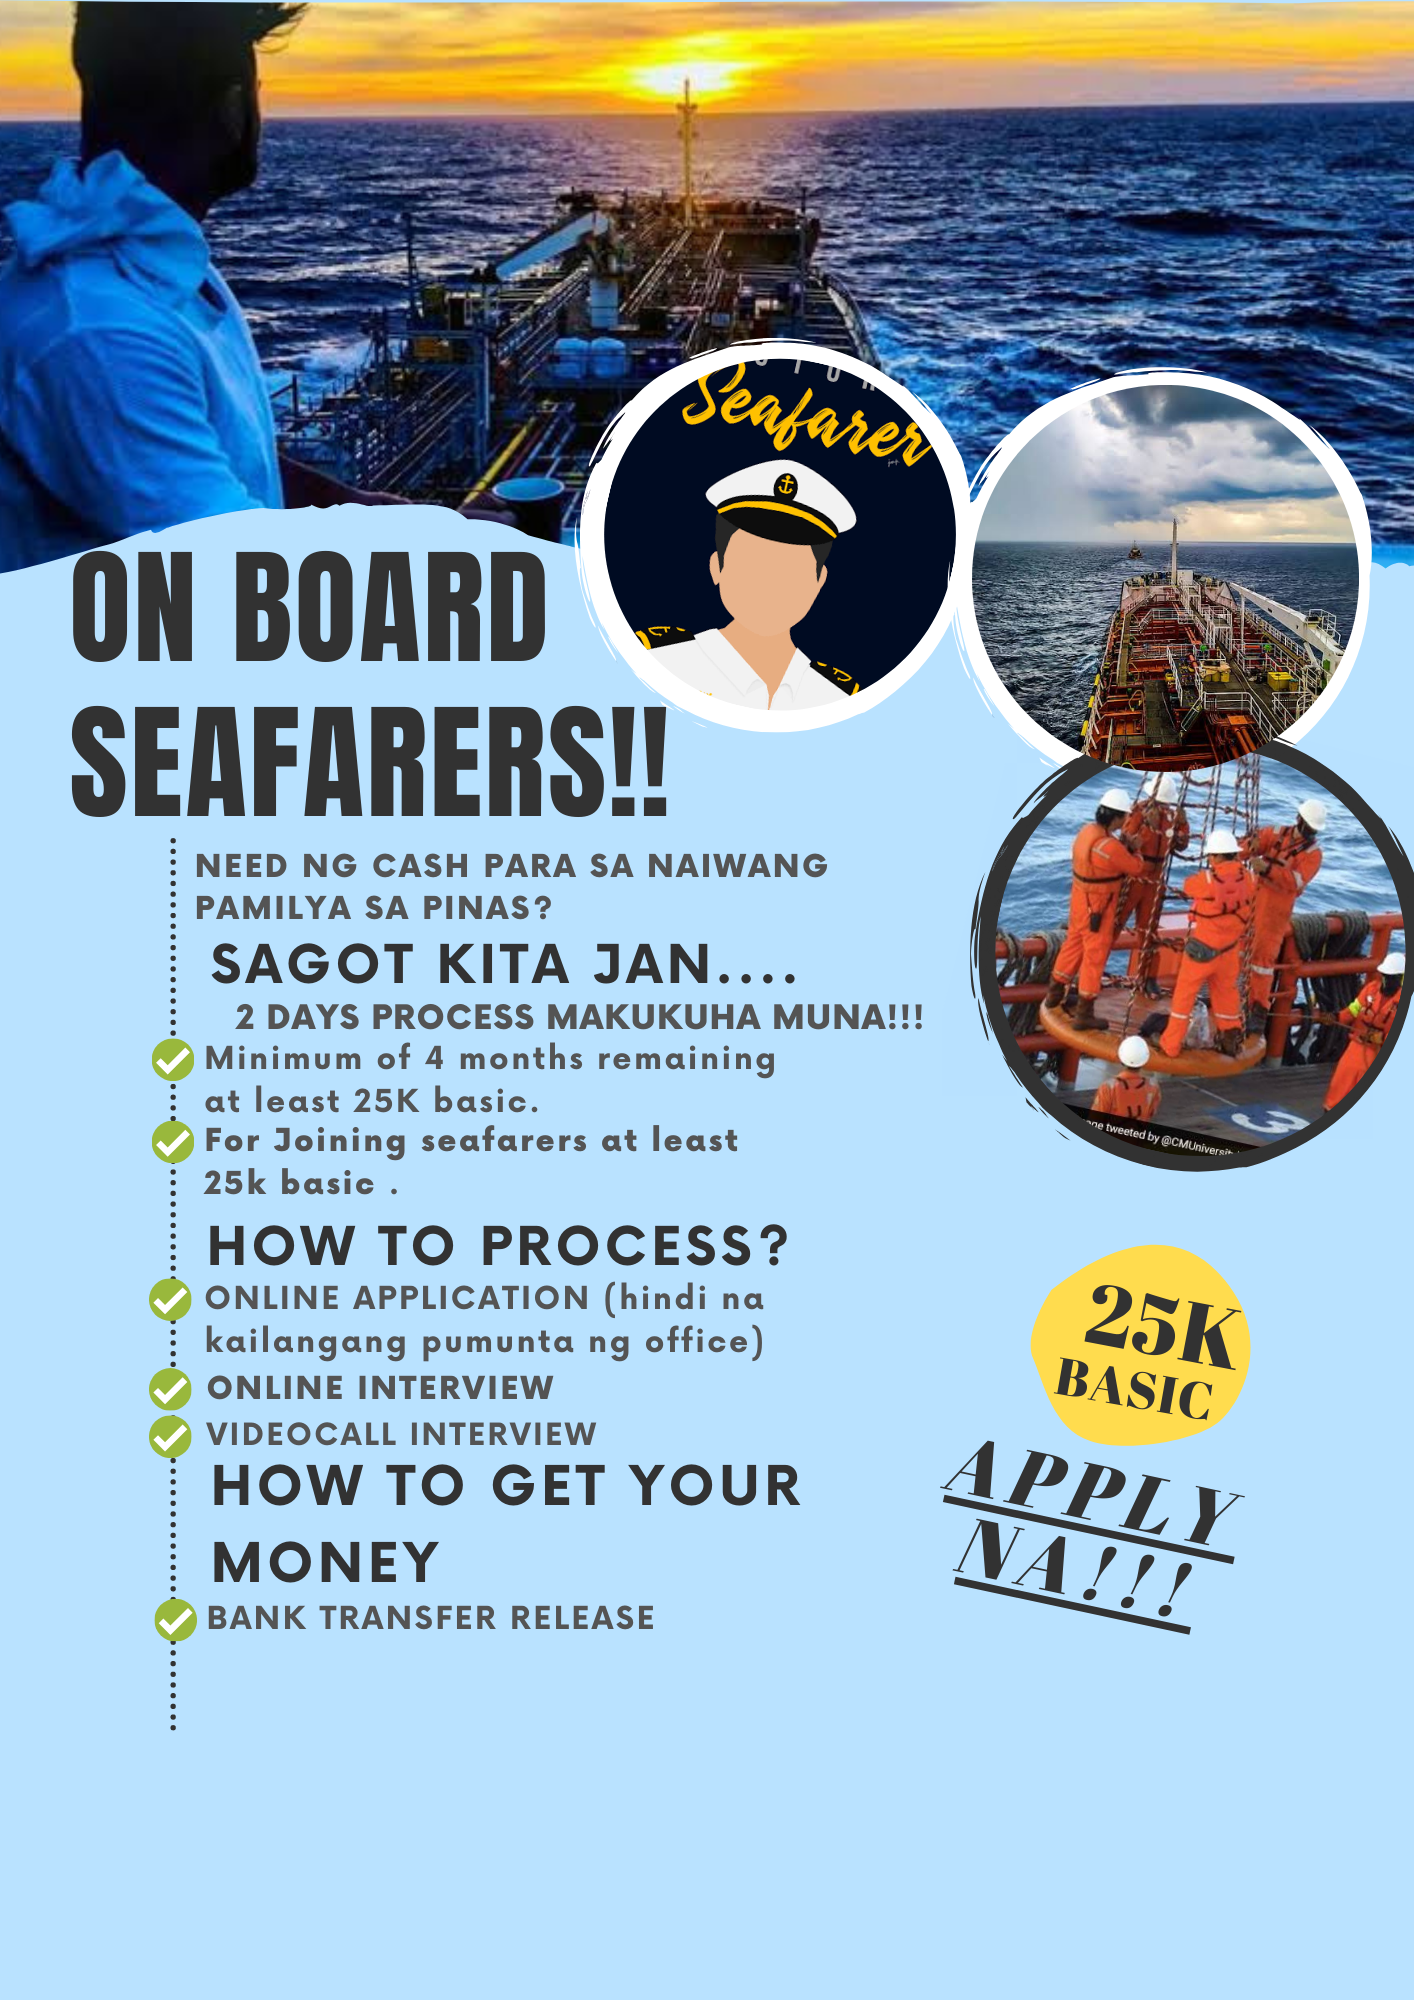 Seafarer
ON BOARD
SEAFARERS!!
NEED NG CASH PARA SA NAIWANG
PAMILYA SA PINAS?
SAGOT KITA JAN....
2 DAYS PROCESS MAKUKUHA MUNA!!!
Minimum of 4 months remaining
at least 25K basic.
For Joining seafarers at least
25k basic .
HOW TO PROCESS?
ONLINE APPLICATION (hindi na
kailangang pumunta ng office)
ONLINE INTERVIEW
VIDEOCALL INTERVIEW
HOW TO GET YOUR
MONEY
BANK TRANSFER RELEASE
3
tweeted by
25K
BASIC
APPLY
NA!!!